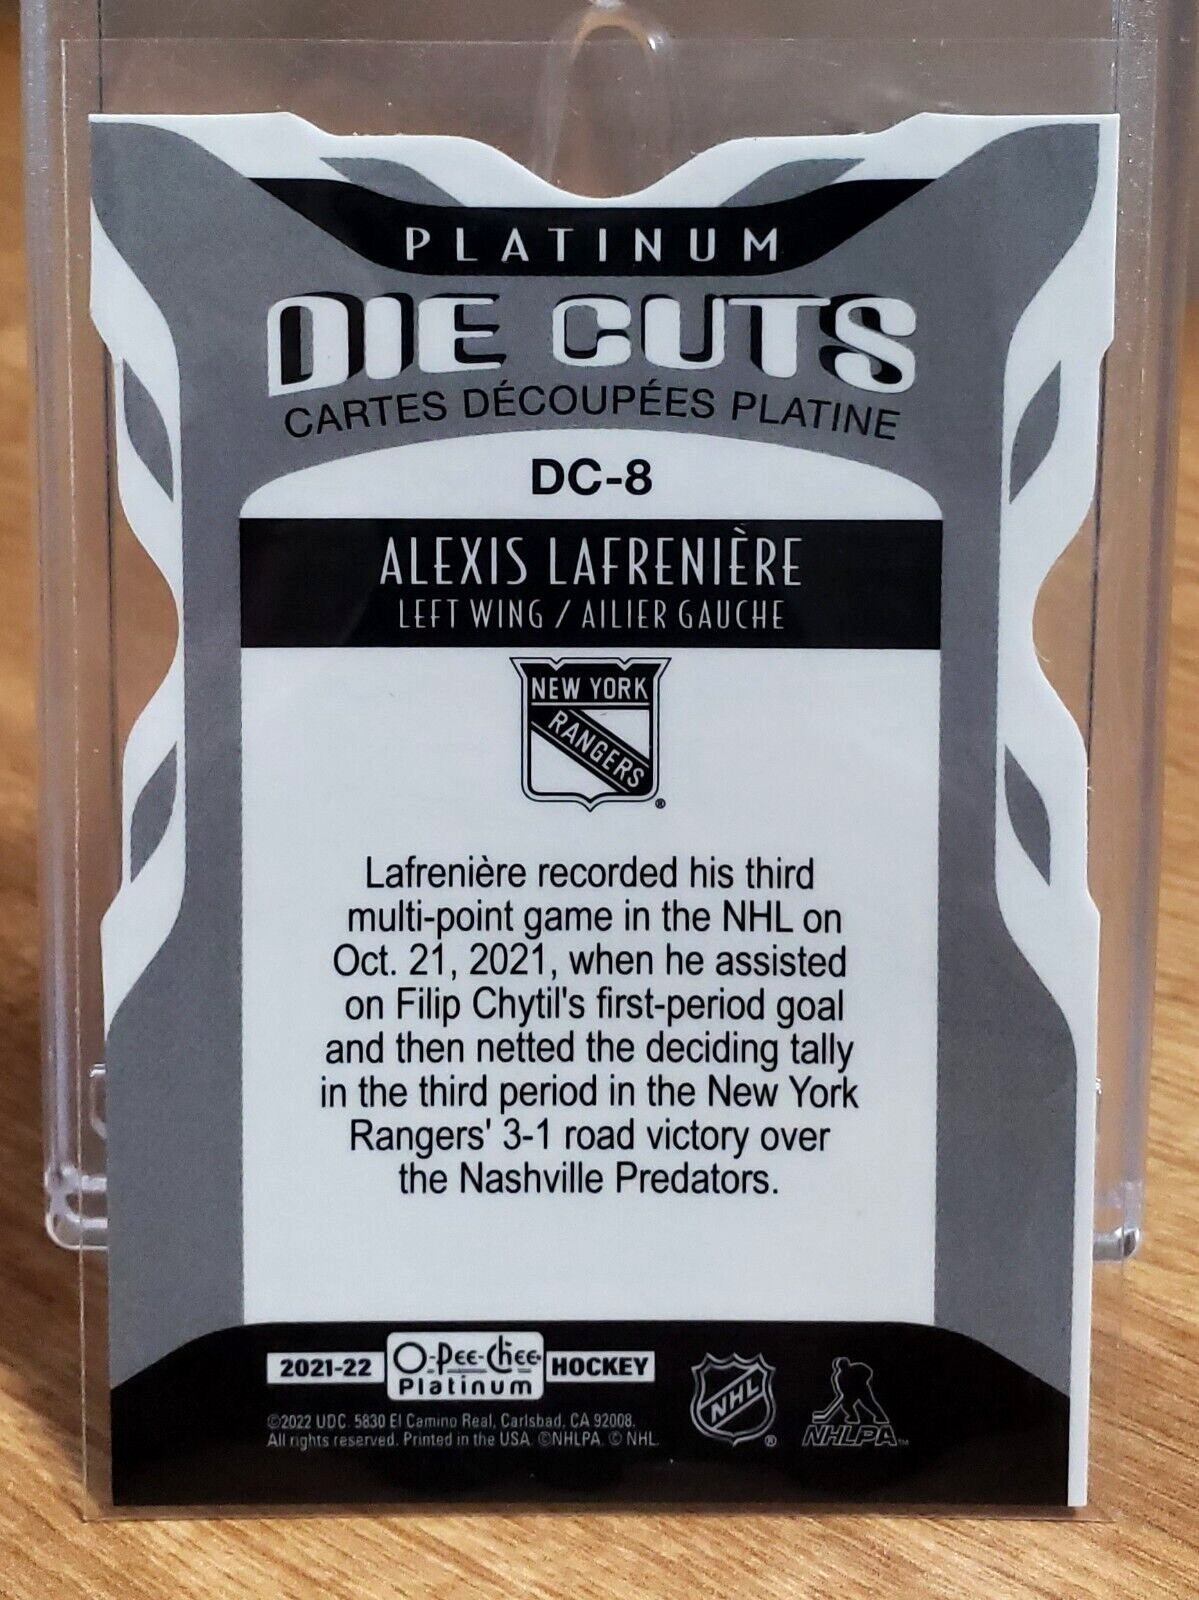 PLATINUM
DIE CUTS
CARTES DÉCOUPÉES PLATINE
DC-8
ALEXIS LAFRENIÈRE
LEFT WING / AILIER GAUCHE
NEW YORK
RANGERS
®
Lafrenière recorded his third
multi-point game in the NHL on
Oct. 21, 2021, when he assisted
on Filip Chytil's first-period goal
and then netted the deciding tally
in the third period in the New York
Rangers' 3-1 road victory over
the Nashville Predators.
2021-22 O-Pee-Chee Platinum HOCKEY
©2022 UDC. 5830 El Camino Real, Carlsbad, CA 92008.
All rights reserved. Printed in the USA. ©NHLPA. © NHL.
NHL ®
NHLPA™